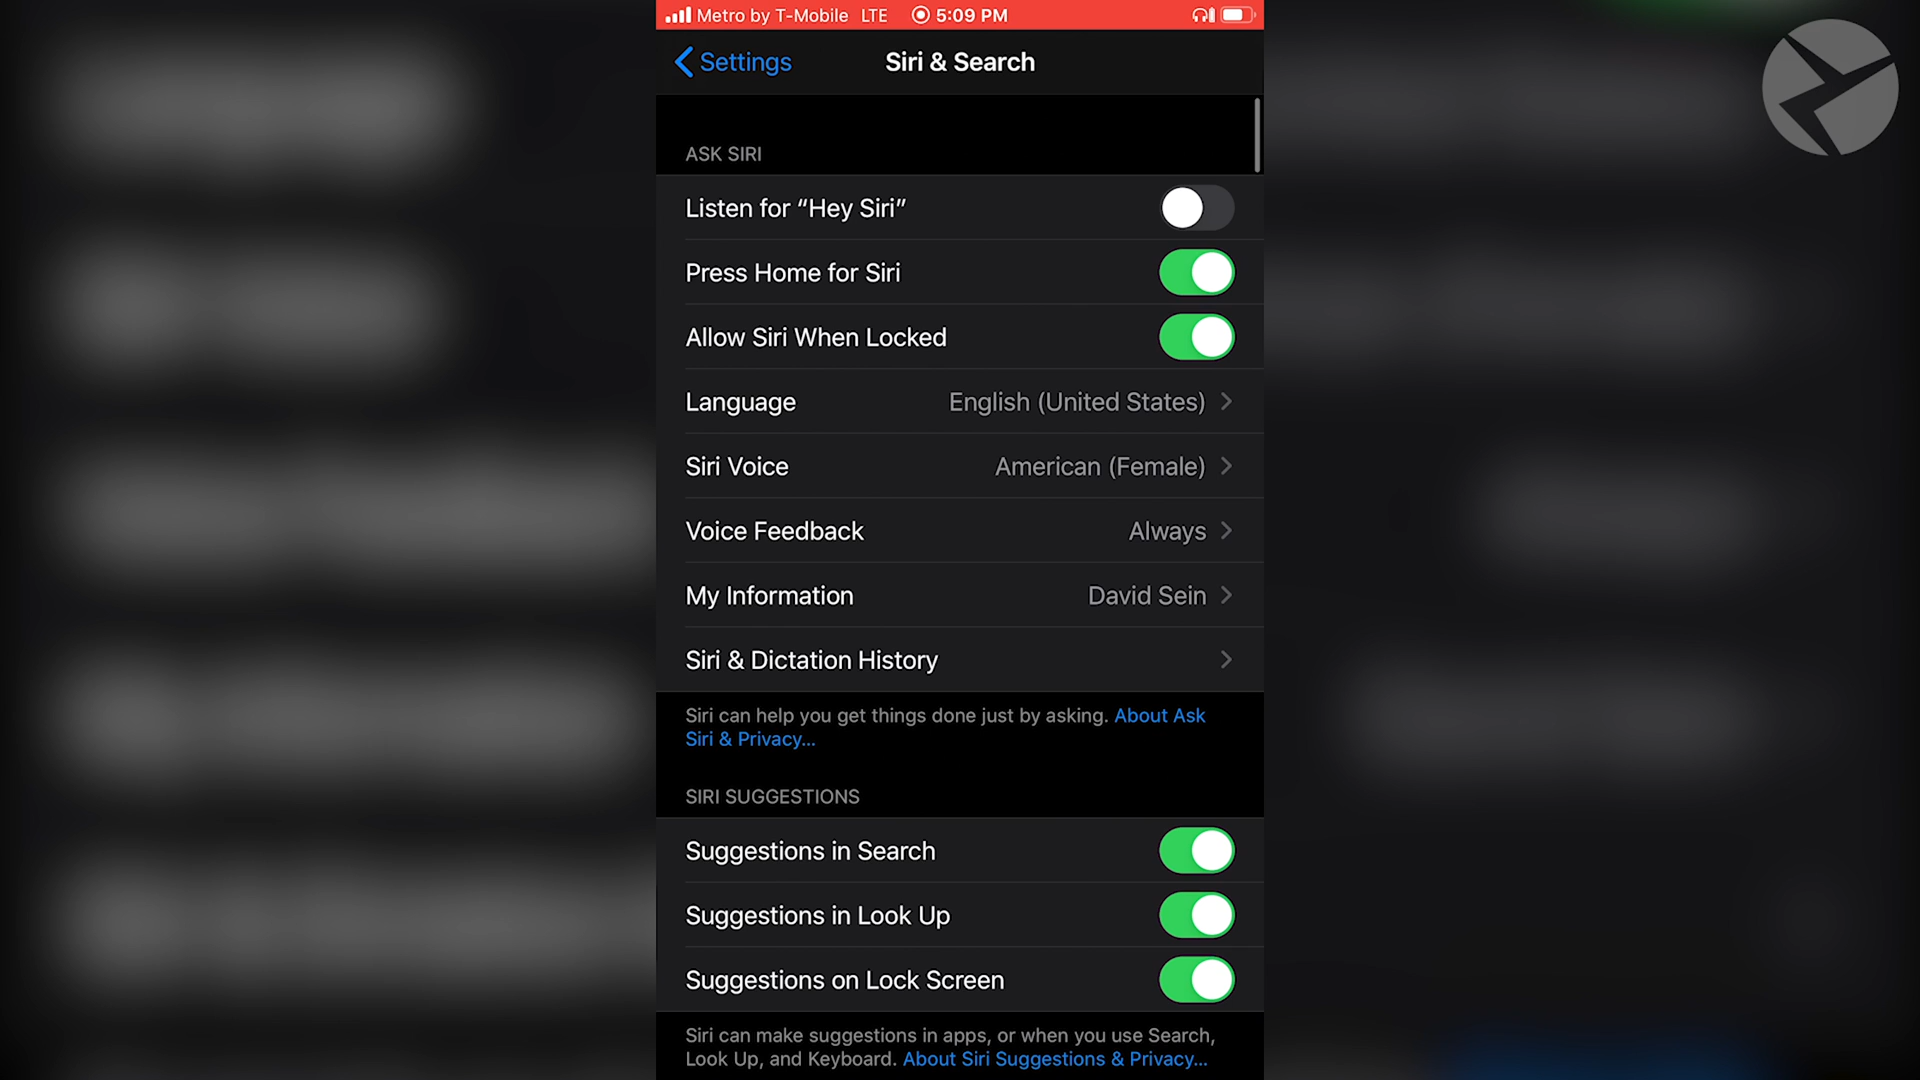 Metro by T-Mobile LTE 5:09 PM
Settings
Siri & Search
ASK SIRI
Listen for “Hey Siri”
Press Home for Siri
Allow Siri When Locked
Language English (United States)
Siri Voice American (Female)
Voice Feedback Always
My Information David Sein
Siri & Dictation History
Siri can help you get things done just by asking. About Ask
Siri & Privacy...
SIRI SUGGESTIONS
Suggestions in Search
Suggestions in Look Up
Suggestions on Lock Screen
Siri can make suggestions in apps, or when you use Search,
Look Up, and Keyboard. About Siri Suggestions & Privacy...